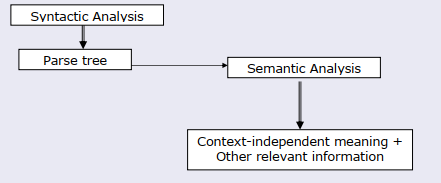 Syntactic Analysis
Parse tree
Semantic Analysis
Context-independent meaning +
Other relevant information